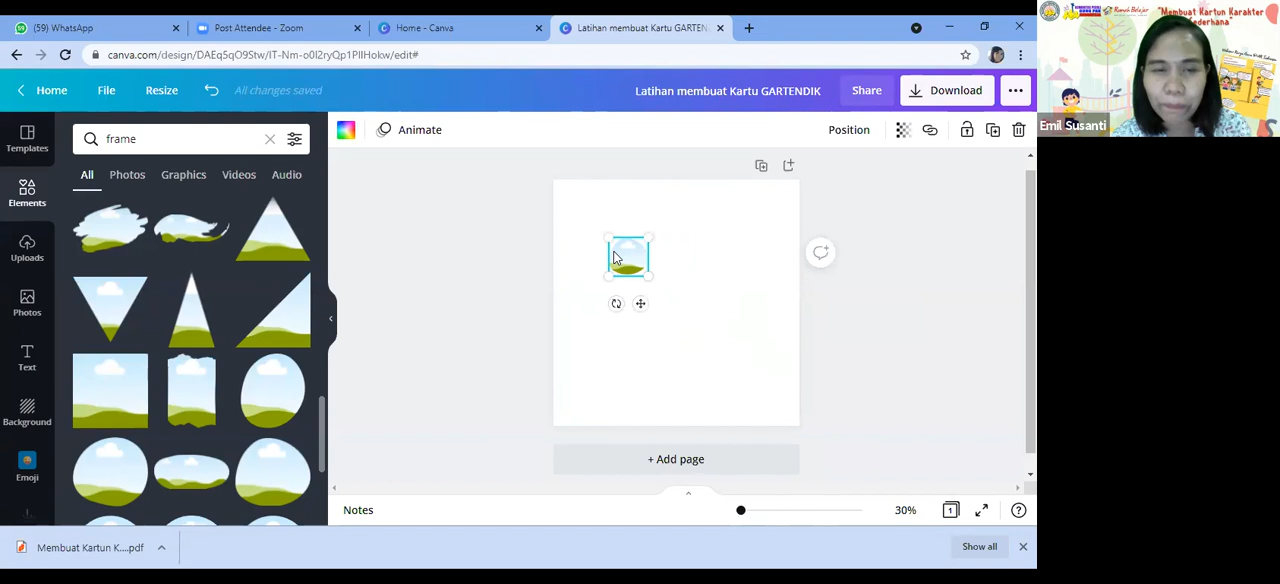 (59) WhatsApp
Post Attendee - Zoom
Home - Canva
Latihan membuat Kartu GARTEN
canva.com/design/DAEq5qO9Stw/IT-Nm-o0l2ryQp1PlIHokw/edit#
Home
File
Resize
All changes saved
Latihan membuat Kartu GARTENDIK
Share
Download
Templates
frame
Animate
Position
All
Photos
Graphics
Videos
Audio
Elements
Uploads
Photos
Text
Background
Emoji
+ Add page
Notes
30%
1
Membuat Kartun K....pdf
Show all
"Membuat Kartun Karakter
Sederhana"
Emil Susanti